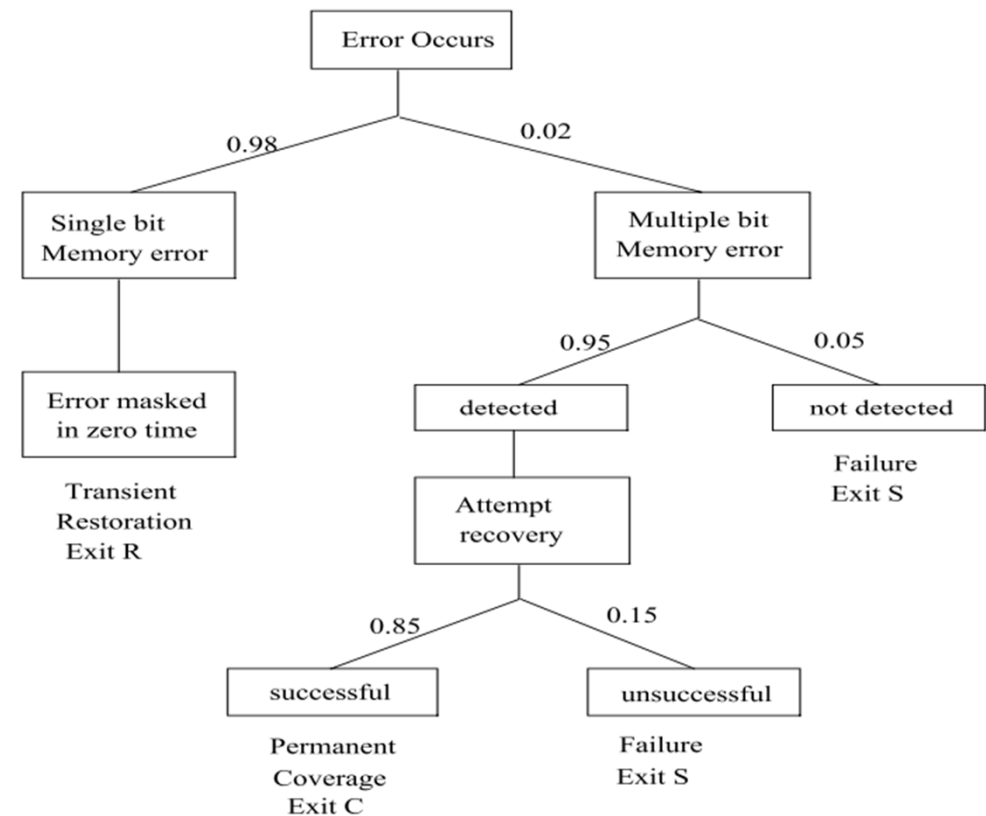 Error Occurs
0.98
0.02
Single bit
Memory error
Multiple bit
Memory error
0.95
0.05
Error masked
in zero time
detected
not detected
Transient
Restoration
Exit R
Failure
Exit S
Attempt
recovery
0.85
0.15
successful
unsuccessful
Permanent
Coverage
Exit C
Failure
Exit S